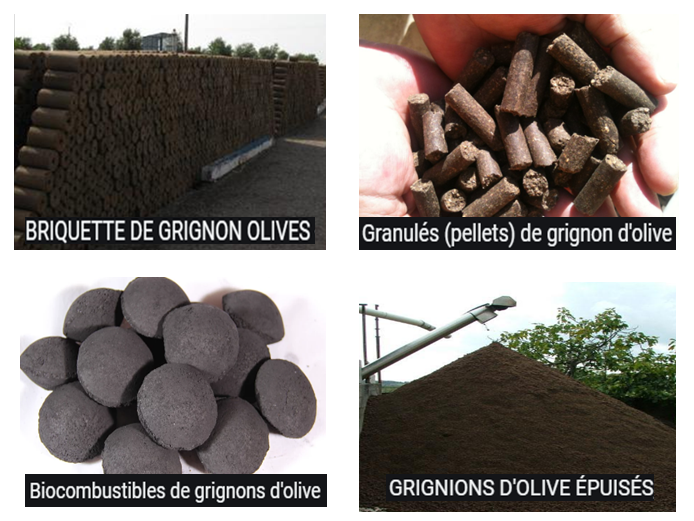 BRIQUETTE DE GRIGNON OLIVES
Granulés (pellets) de grignon d'olive
Biocombustibles de grignons d'olive
GRIGNIONS D'OLIVE ÉPUISÉS